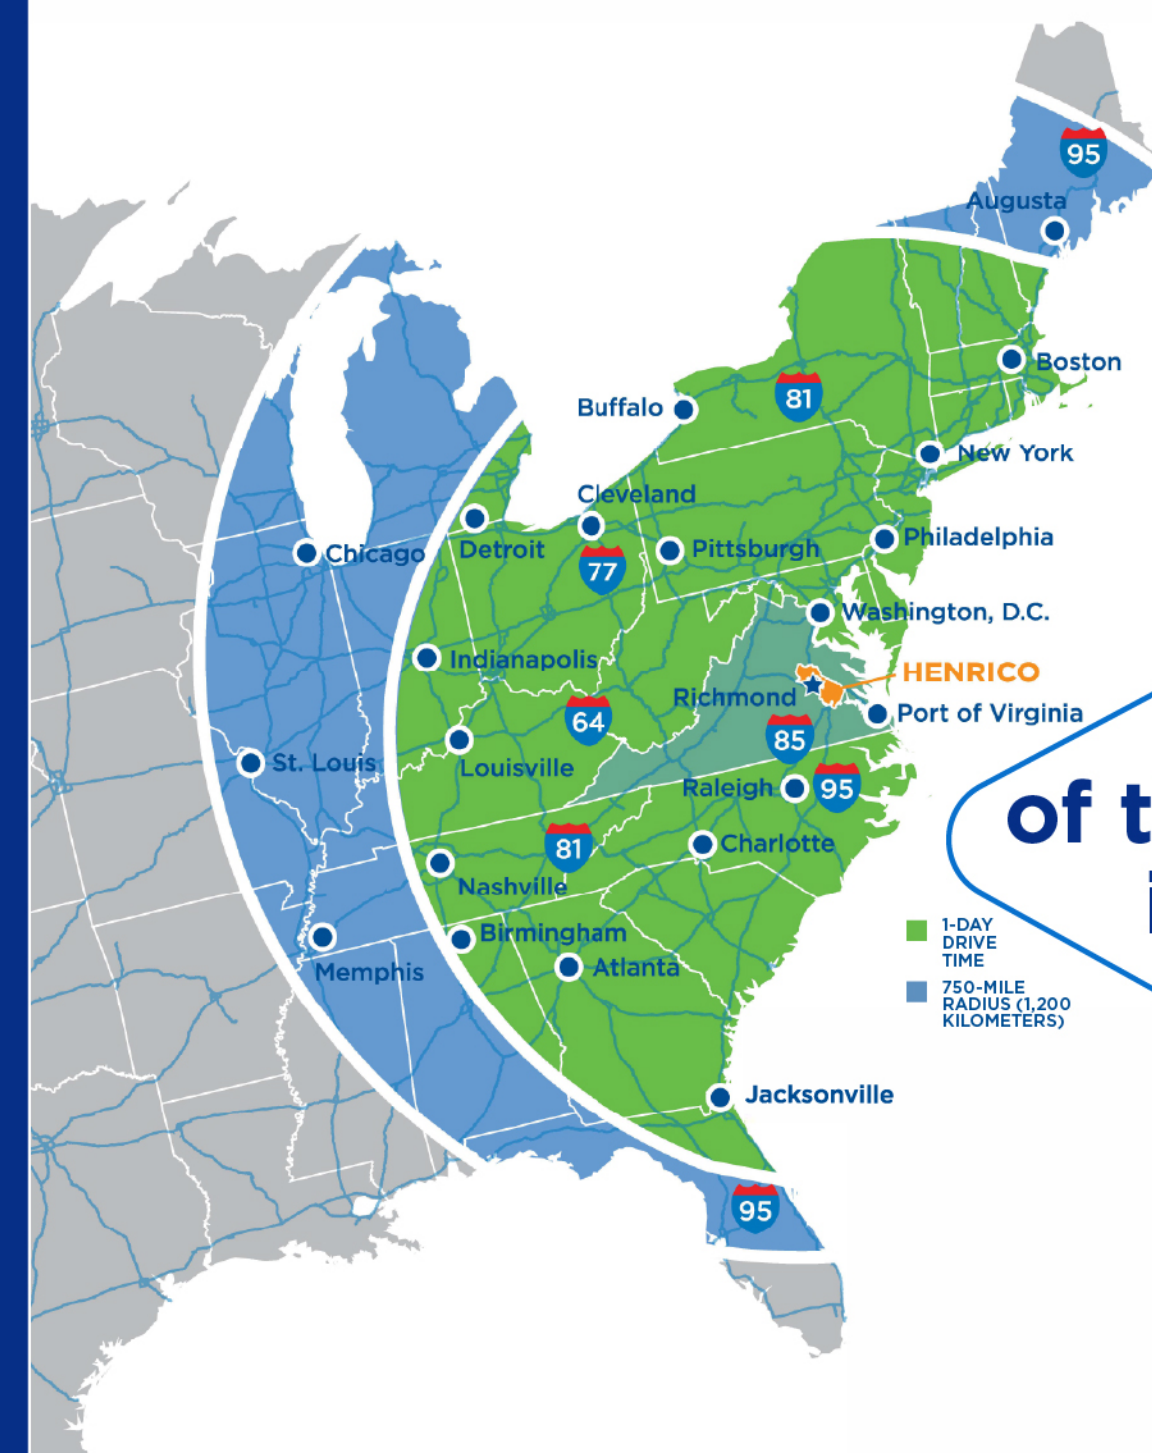 95
Augusta
Boston
81
Buffalo
New York
Cleveland
Philadelphia
Chicago
Detroit
Pittsburgh
77
Washington, D.C.
Indianapolis
HENRICO
Richmond
Port of Virginia
64
85
St. Louis
Louisville
Raleigh
95
of t
81
Charlotte
Nashville
1-DAY
DRIVE
TIME
Birmingham
Memphis
Atlanta
750-MILE
RADIUS (1,200
KILOMETERS)
Jacksonville
95